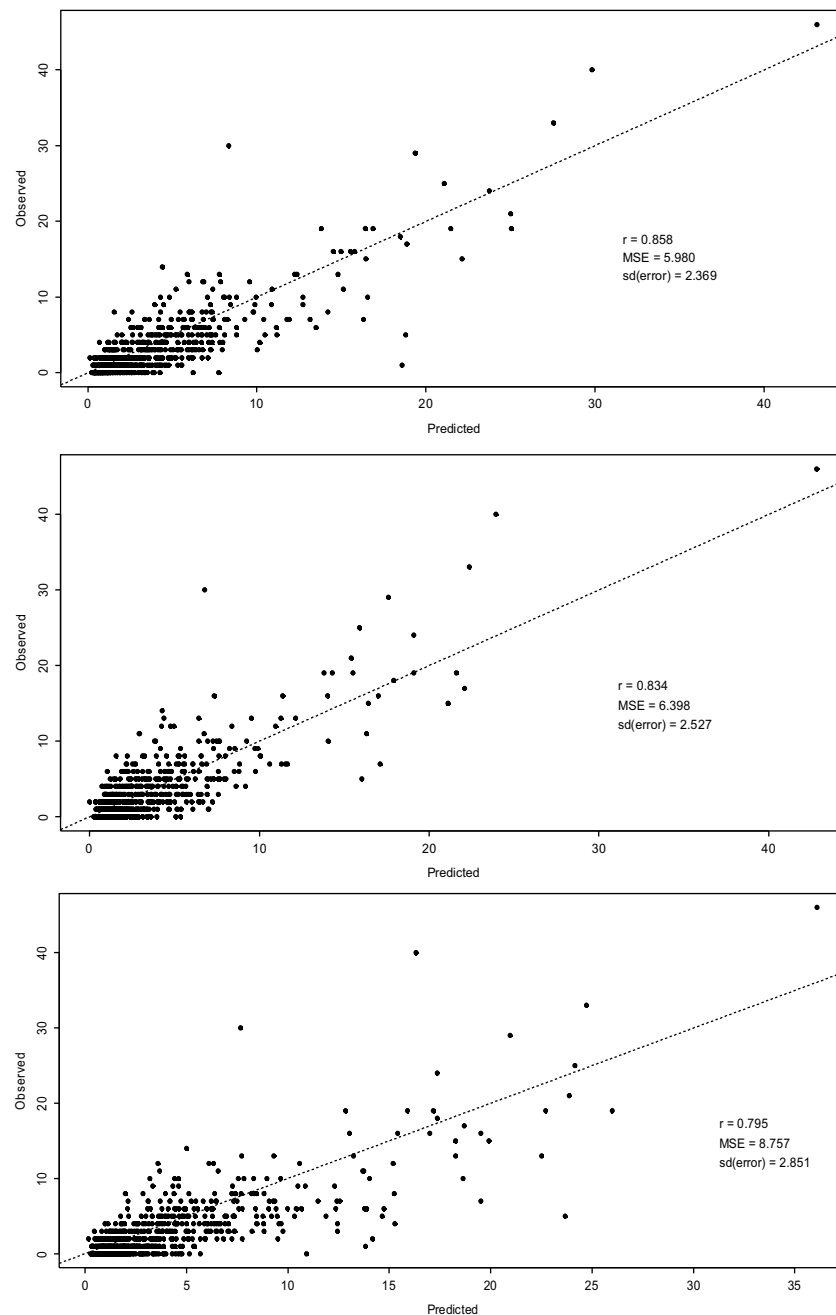 40
30
20
10
0
Observed
r = 0.858
MSE = 5.980
sd(error) = 2.369
0 10 20 30 40
Predicted
40
30
20
10
0
Observed
r = 0.834
MSE = 6.398
sd(error) = 2.527
0 10 20 30 40
Predicted
40
30
20
10
0
Observed
r = 0.795
MSE = 8.757
sd(error) = 2.851
0 5 10 15 20 25 30 35
Predicted